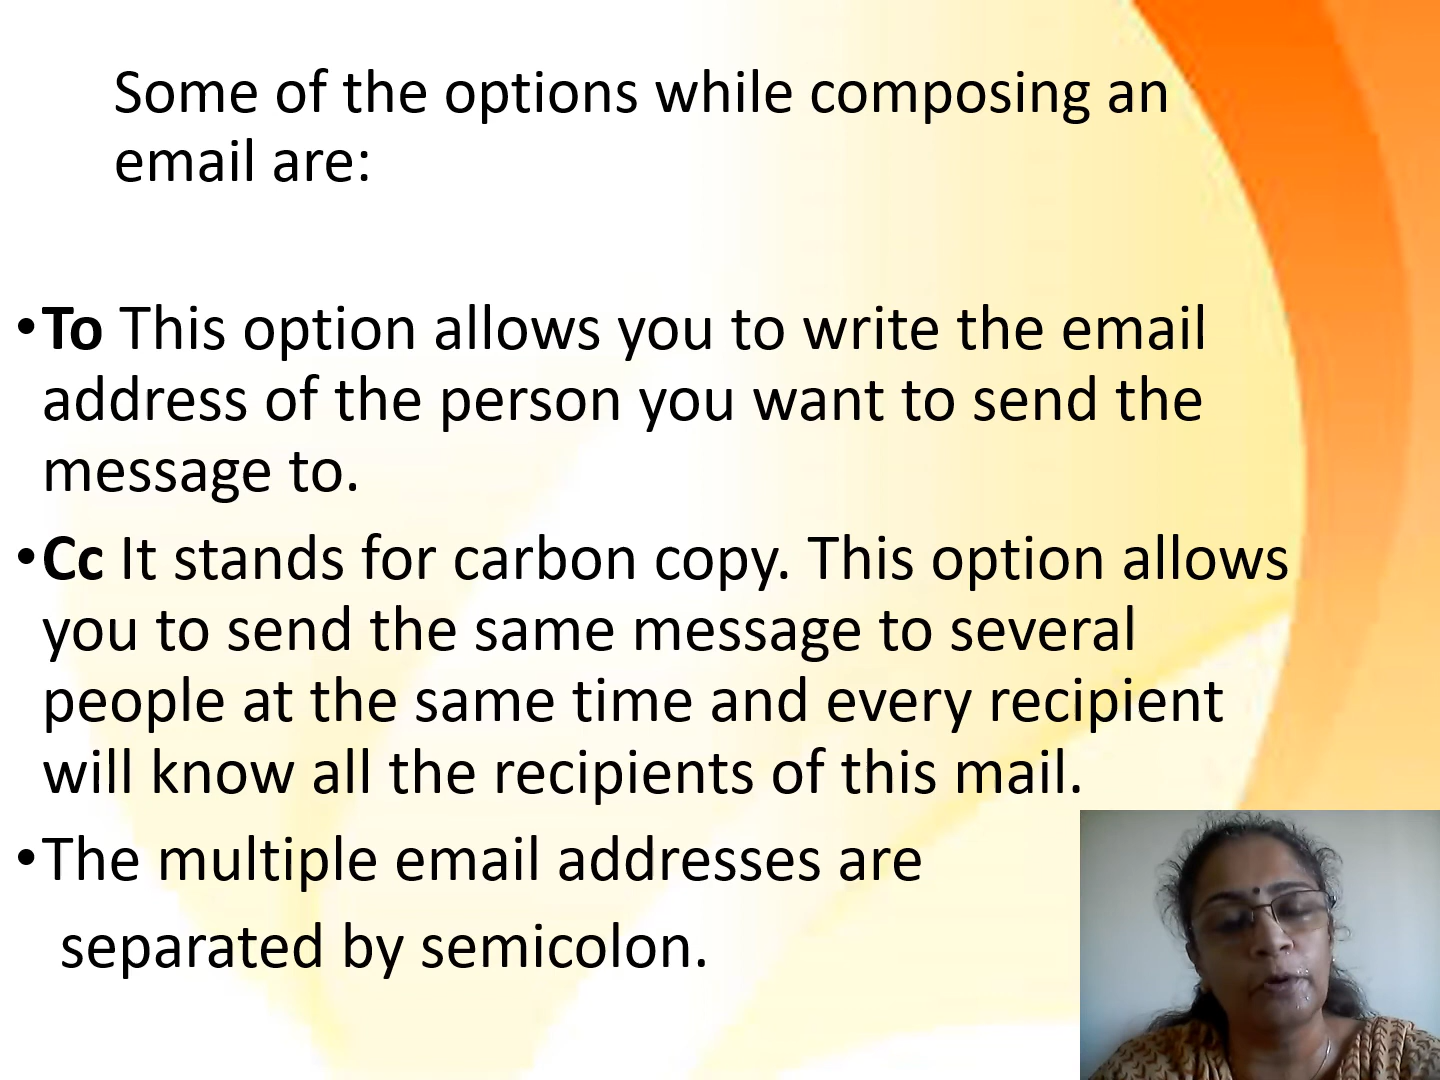 Some of the options while composing an
email are:
•To This option allows you to write the email
address of the person you want to send the
message to.
•Cc It stands for carbon copy. This option allows
you to send the same message to several
people at the same time and every recipient
will know all the recipients of this mail.
•The multiple email addresses are
separated by semicolon.